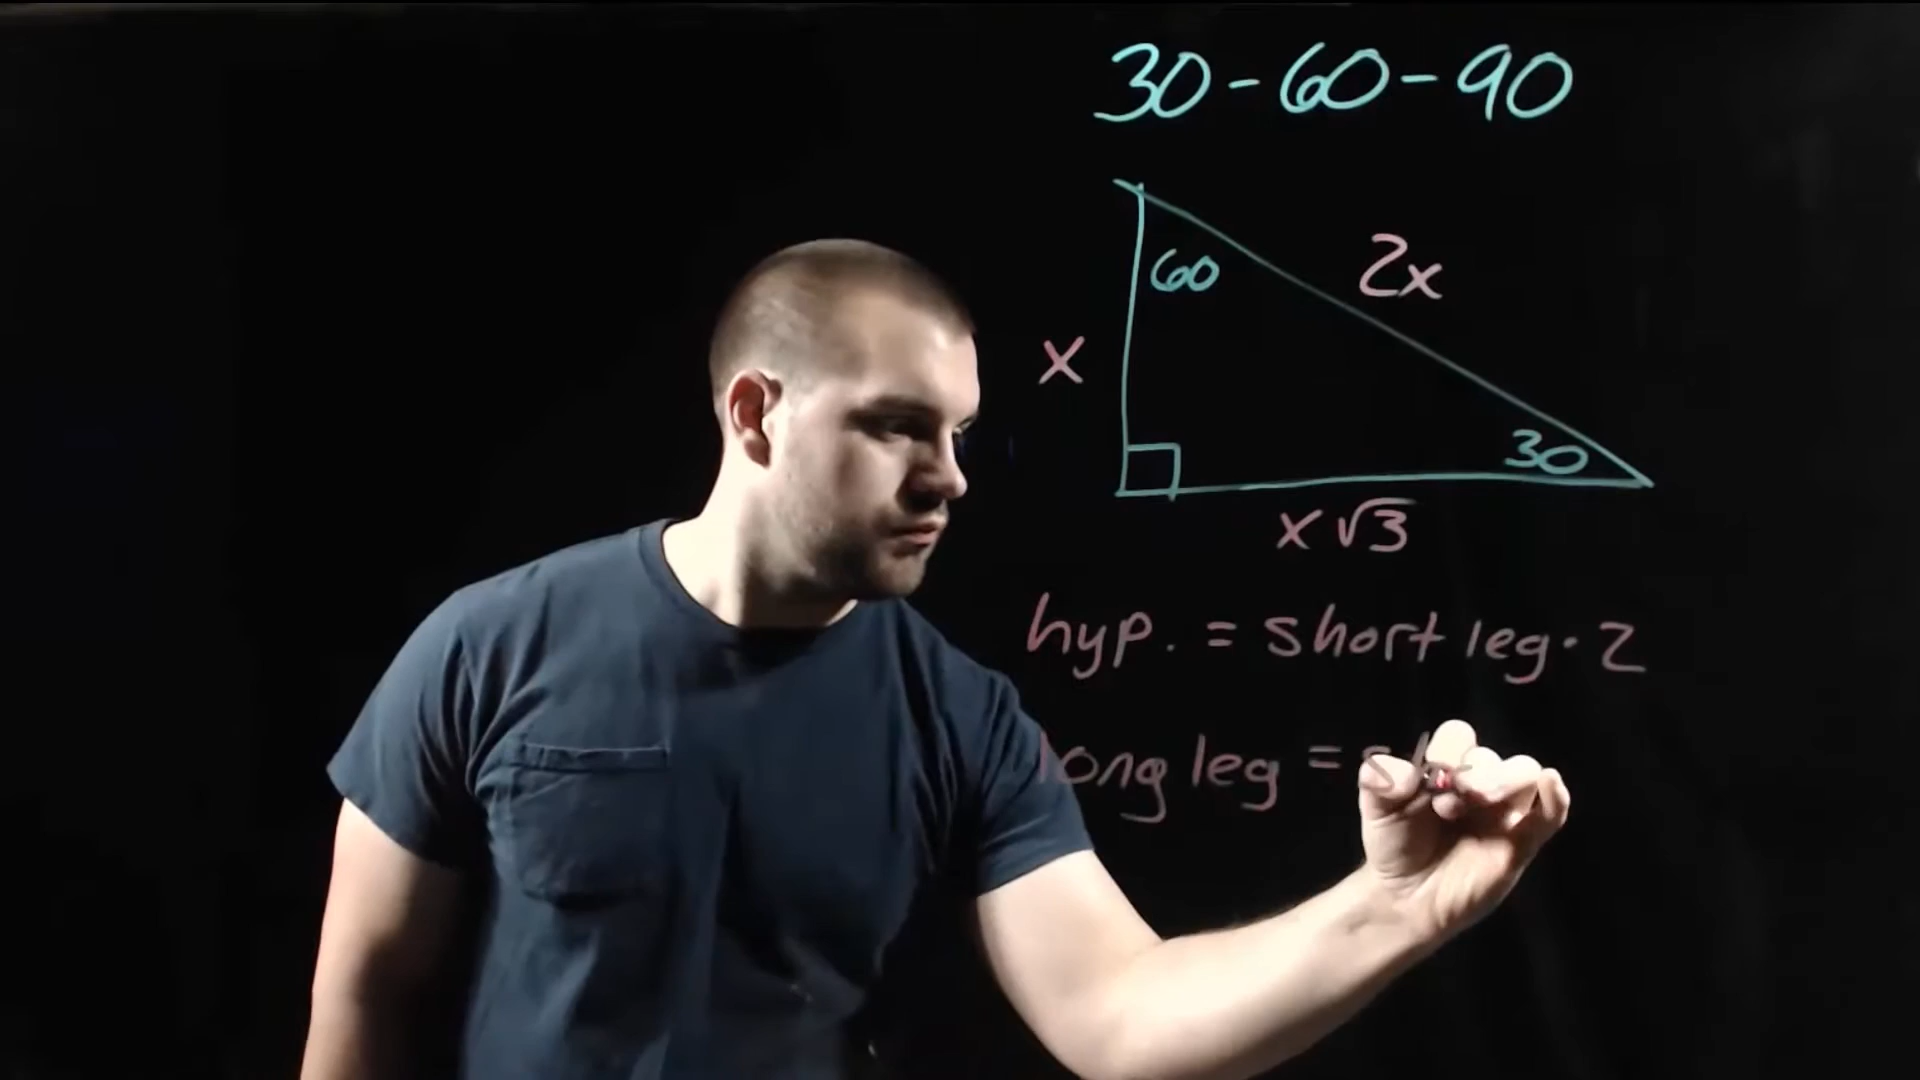 30-60-90
60
2x
x
30
x√3
hyp. = short leg · 2
long leg =